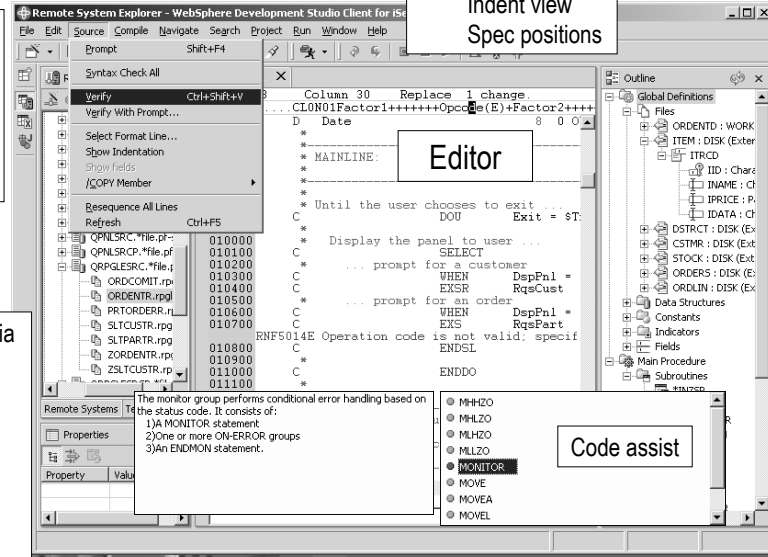 Indent view
Spec positions
Remote System Explorer - WebSphere Development Studio Client for iSe
File Edit Source Compile Navigate Search Project Run Window Help
Prompt Shift+F4
Syntax Check All
Verify Ctrl+Shift+V
Verify With Prompt...
Select Format Line...
Show Indentation
Show fields
/COPY Member
Resequence All Lines
Refresh Ctrl+F5
QPNLSRC.*file.pf-s
QPNLSRCP.*file.pf
QRPGLESRC.*file.p
ORDCOMIT.rp
ORDENTR.rpgl
PRTORDERR.r
SLTCUSTR.rpg
SLTPARTR.rpg
ZORDENTR.rpg
ZSLTCUSTR.rp
Remote Systems Te
Properties
Property Valu
ia
Column 30 Replace 1 change.
....CL0N01Factor1+++++++Opcode(E)+Factor2++++
D Date 8 0
*
*
* MAINLINE:
*
*
* Until the user chooses to exit ...
C DOU Exit = $T
*
010000 * Display the panel to user ...
010100 C SELECT
010200 * ... prompt for a customer
010300 C WHEN DspPnl =
010400 C EXSR RqsCust
010500 * ... prompt for an order
010600 C WHEN DspPnl =
010700 C EXS RqsPart
RNF5014E Operation code is not valid; specif
010800 C ENDSL
010900 *
011000 C ENDDO
011100 *
Editor
Outline
Global Definitions
Files
ORDENTD : WORK
ITEM : DISK (Exter
ITRCD
IID : Chara
INAME : Ch
IPRICE : Pa
IDATA : Ch
DSTRCT : DISK (Ex
CSTMR : DISK (Ext
STOCK : DISK (Ext
ORDERS : DISK (Ex
ORDLIN : DISK (Ex
Data Structures
Constants
Indicators
Fields
Main Procedure
Subroutines
*INZSR
The monitor group performs conditional error handling based on
the status code. It consists of:
1)A MONITOR statement
2)One or more ON-ERROR groups
3)An ENDMON statement.
MHHZO
MHLZO
MLHZO
MLLZO
MONITOR
MOVE
MOVEA
MOVEL
Code assist